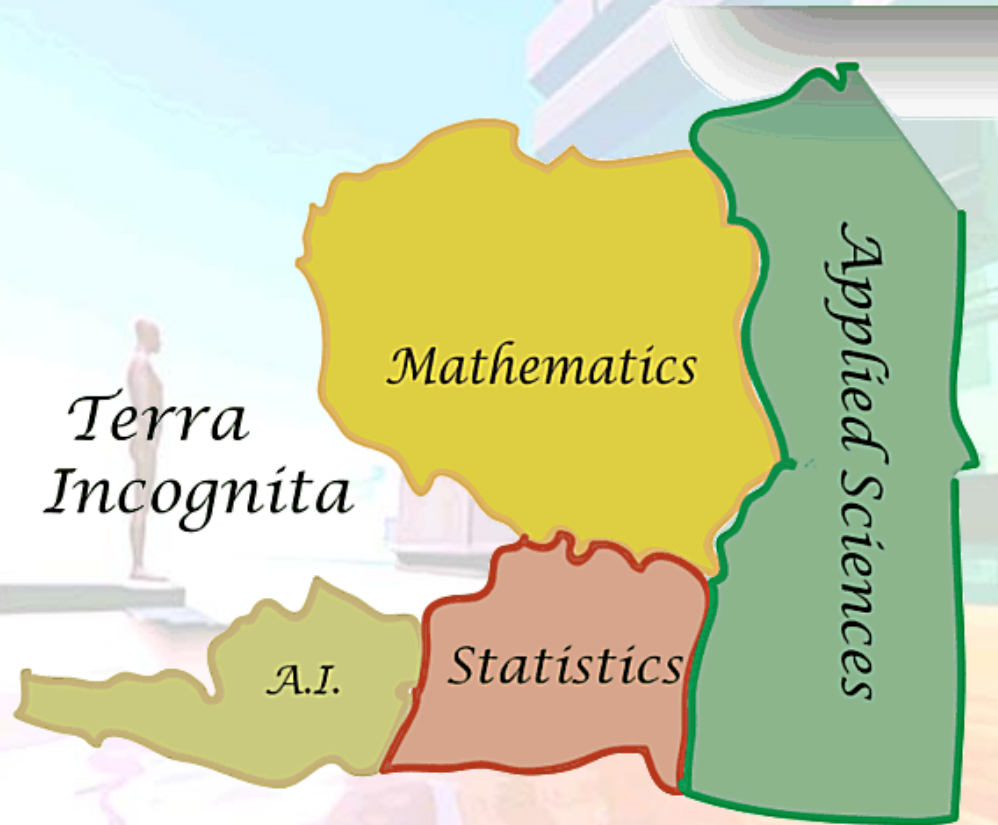 Mathematics
Applied Sciences
Terra
Incognita
A.I.
Statistics